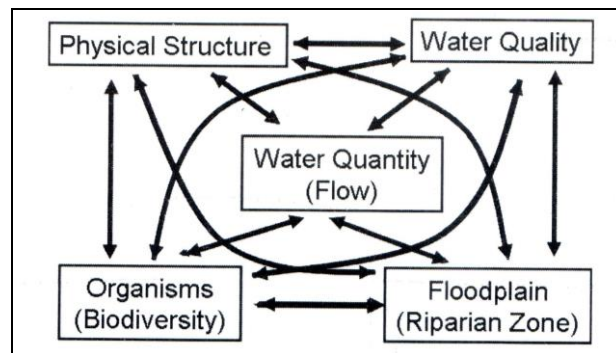 Physical Structure
Water Quality
Water Quantity
(Flow)
Organisms
(Biodiversity)
Floodplain
(Riparian Zone)